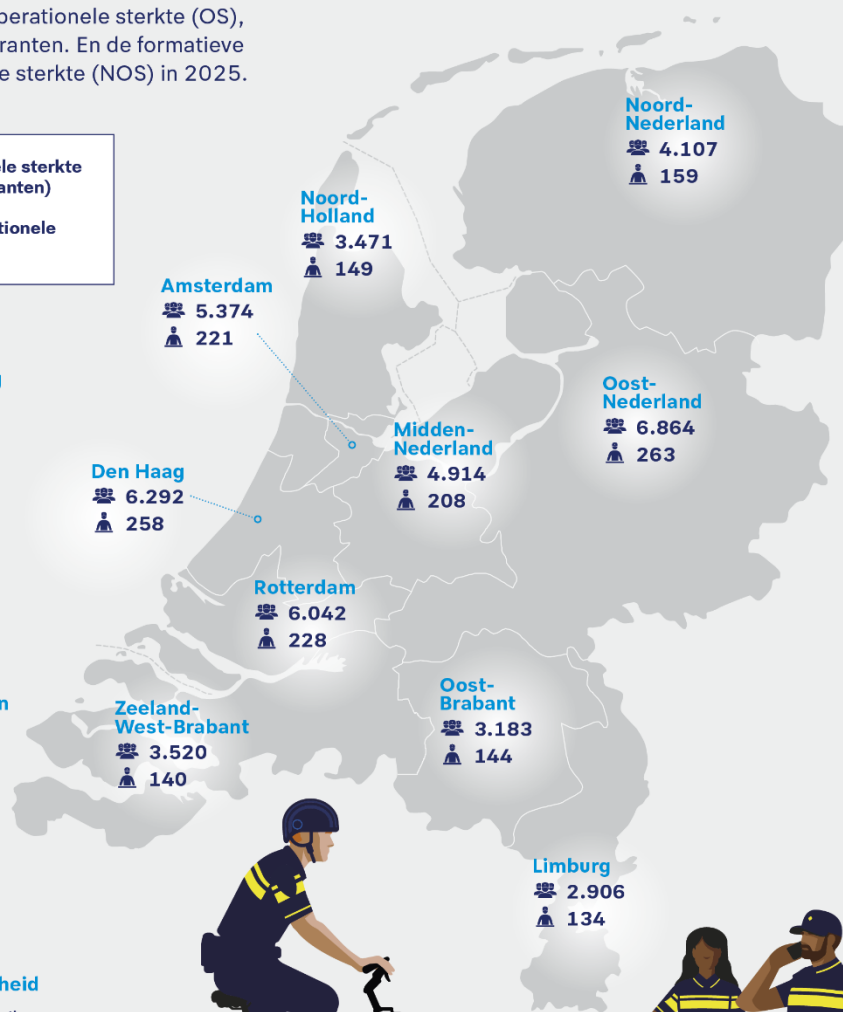 perationele sterkte (OS),
ranten. En de formatieve
e sterkte (NOS) in 2025.
ele sterkte
anten)
tionele
Noord-
Nederland
4.107
159
Noord-
Holland
3.471
149
Amsterdam
5.374
221
Oost-
Nederland
6.864
263
Midden-
Nederland
4.914
208
Den Haag
6.292
258
Rotterdam
6.042
228
Oost-
Brabant
3.183
144
Zeeland-
West-Brabant
3.520
140
Limburg
2.906
134
n
heid